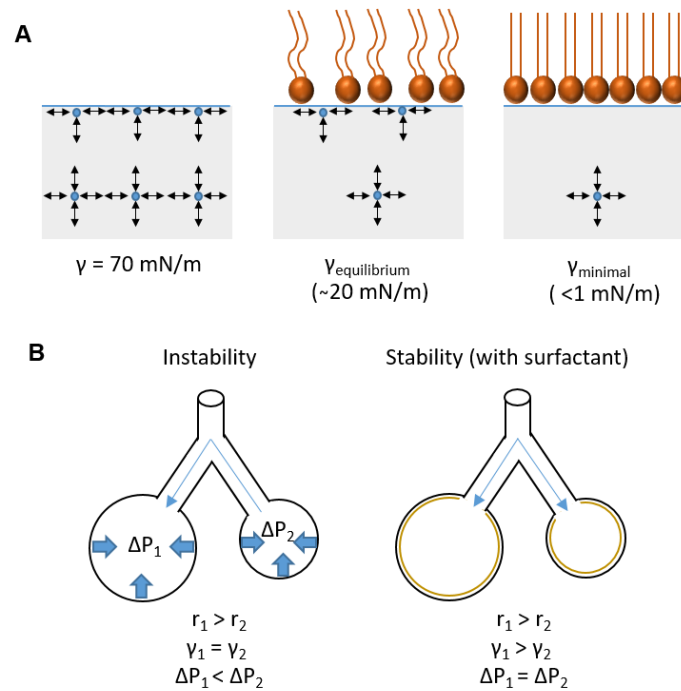 A
γ = 70 mN/m
γequilibrium
(~20 mN/m)
γminimal
( <1 mN/m)
B
Instability
Stability (with surfactant)
ΔP1
ΔP2
r1 > r2
γ1 = γ2
ΔP1 < ΔP2
r1 > r2
γ1 > γ2
ΔP1 = ΔP2